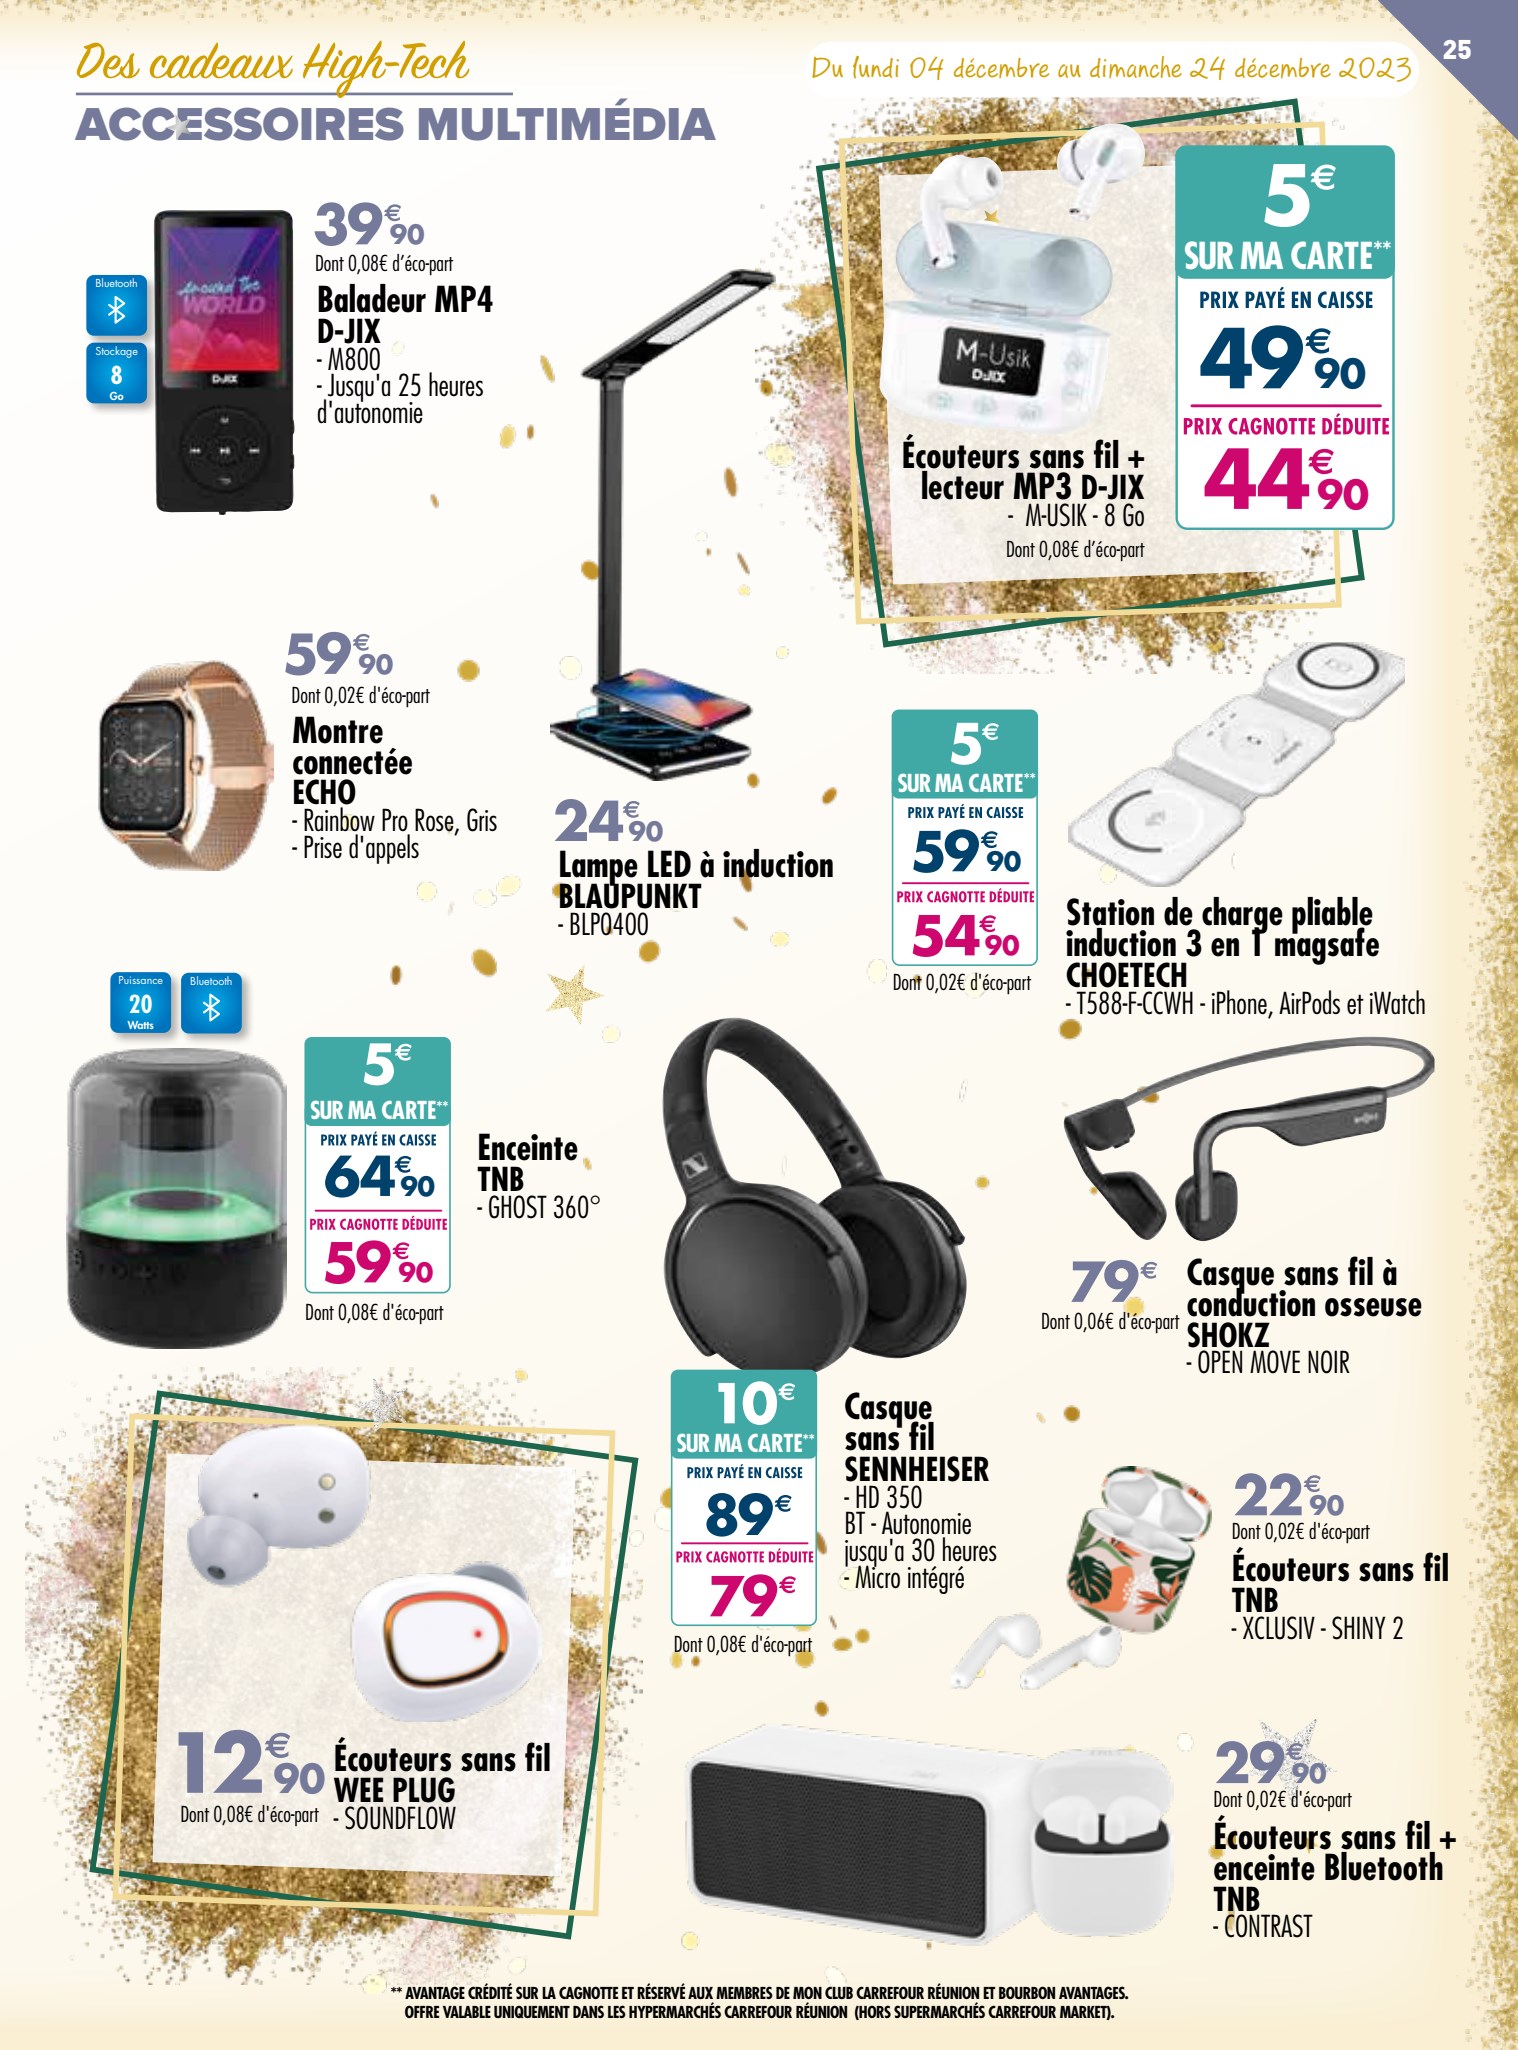 Des cadeaux High-Tech
ACCESSOIRES MULTIMÉDIA
Du lundi 04 décembre au dimanche 24 décembre 2023
25
Bluetooth
Stockage
8
Go
Around The
WORLD
D-JIX
39€90
Dont 0,08€ d’éco-part
Baladeur MP4
D-JIX
- M800
- Jusqu'a 25 heures
d'autonomie
M-Usik
D-JIX
Écouteurs sans fil +
lecteur MP3 D-JIX
- M-USIK - 8 Go
Dont 0,08€ d’éco-part
5€
SUR MA CARTE**
PRIX PAYÉ EN CAISSE
49€90
PRIX CAGNOTTE DÉDUITE
44€90
59€90
Dont 0,02€ d'éco-part
Montre
connectée
ECHO
- Rainbow Pro Rose, Gris
- Prise d'appels
24€90
Lampe LED à induction
BLAUPUNKT
- BLP0400
5€
SUR MA CARTE**
PRIX PAYÉ EN CAISSE
59€90
PRIX CAGNOTTE DÉDUITE
54€90
Dont 0,02€ d'éco-part
Station de charge pliable
induction 3 en 1 magsafe
CHOETECH
- T588-F-CCWH - iPhone, AirPods et iWatch
Puissance
20
Watts
Bluetooth
5€
SUR MA CARTE**
PRIX PAYÉ EN CAISSE
64€90
PRIX CAGNOTTE DÉDUITE
59€90
Dont 0,08€ d'éco-part
Enceinte
TNB
- GHOST 360°
79€
Dont 0,06€ d'éco-part
Casque sans fil à
conduction osseuse
SHOKZ
- OPEN MOVE NOIR
10€
SUR MA CARTE**
PRIX PAYÉ EN CAISSE
89€
PRIX CAGNOTTE DÉDUITE
79€
Dont 0,08€ d'éco-part
Casque
sans fil
SENNHEISER
- HD 350
BT - Autonomie
jusqu'a 30 heures
- Micro intégré
22€90
Dont 0,02€ d'éco-part
Écouteurs sans fil
TNB
- XCLUSIV - SHINY 2
12€90
Dont 0,08€ d'éco-part
Écouteurs sans fil
WEE PLUG
- SOUNDFLOW
29€90
Dont 0,02€ d'éco-part
Écouteurs sans fil +
enceinte Bluetooth
TNB
- CONTRAST
** AVANTAGE CRÉDITÉ SUR LA CAGNOTTE ET RÉSERVÉ AUX MEMBRES DE MON CLUB CARREFOUR RÉUNION ET BOURBON AVANTAGES.
OFFRE VALABLE UNIQUEMENT DANS LES HYPERMARCHÉS CARREFOUR RÉUNION (HORS SUPERMARCHÉS CARREFOUR MARKET).